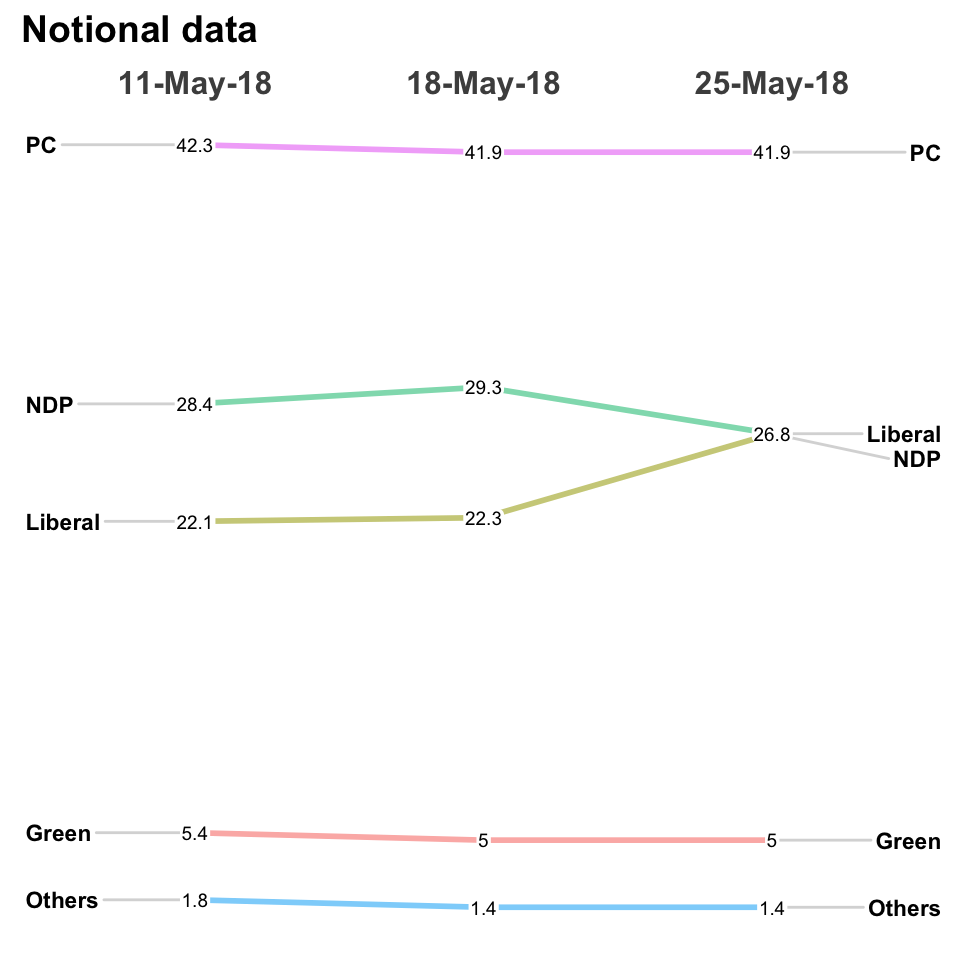 Notional data
11-May-18 18-May-18 25-May-18
PC 42.3 41.9 41.9 PC
NDP 28.4 29.3 26.8 Liberal
NDP
Liberal 22.1 22.3
Green 5.4 5 5 Green
Others 1.8 1.4 1.4 Others